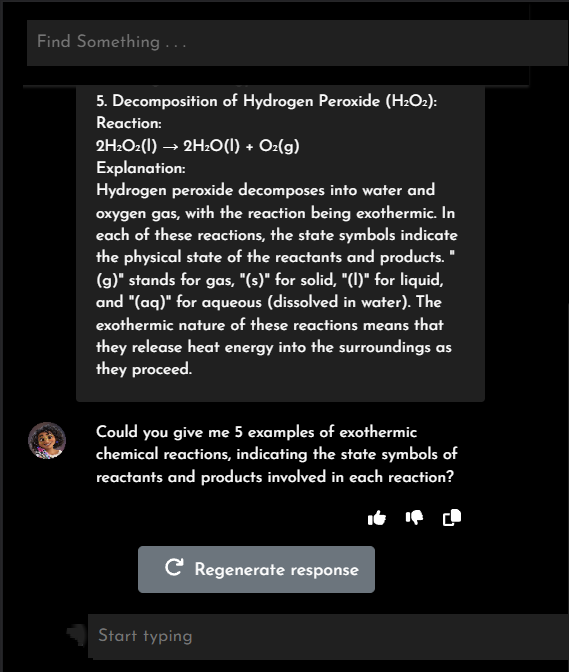 Find Something . . .
5. Decomposition of Hydrogen Peroxide (H₂O₂):
Reaction:
2H₂O₂(l) → 2H₂O(l) + O₂(g)
Explanation:
Hydrogen peroxide decomposes into water and
oxygen gas, with the reaction being exothermic. In
each of these reactions, the state symbols indicate
the physical state of the reactants and products. "
(g)" stands for gas, "(s)" for solid, "(l)" for liquid,
and "(aq)" for aqueous (dissolved in water). The
exothermic nature of these reactions means that
they release heat energy into the surroundings as
they proceed.
Could you give me 5 examples of exothermic
chemical reactions, indicating the state symbols of
reactants and products involved in each reaction?
Regenerate response
Start typing